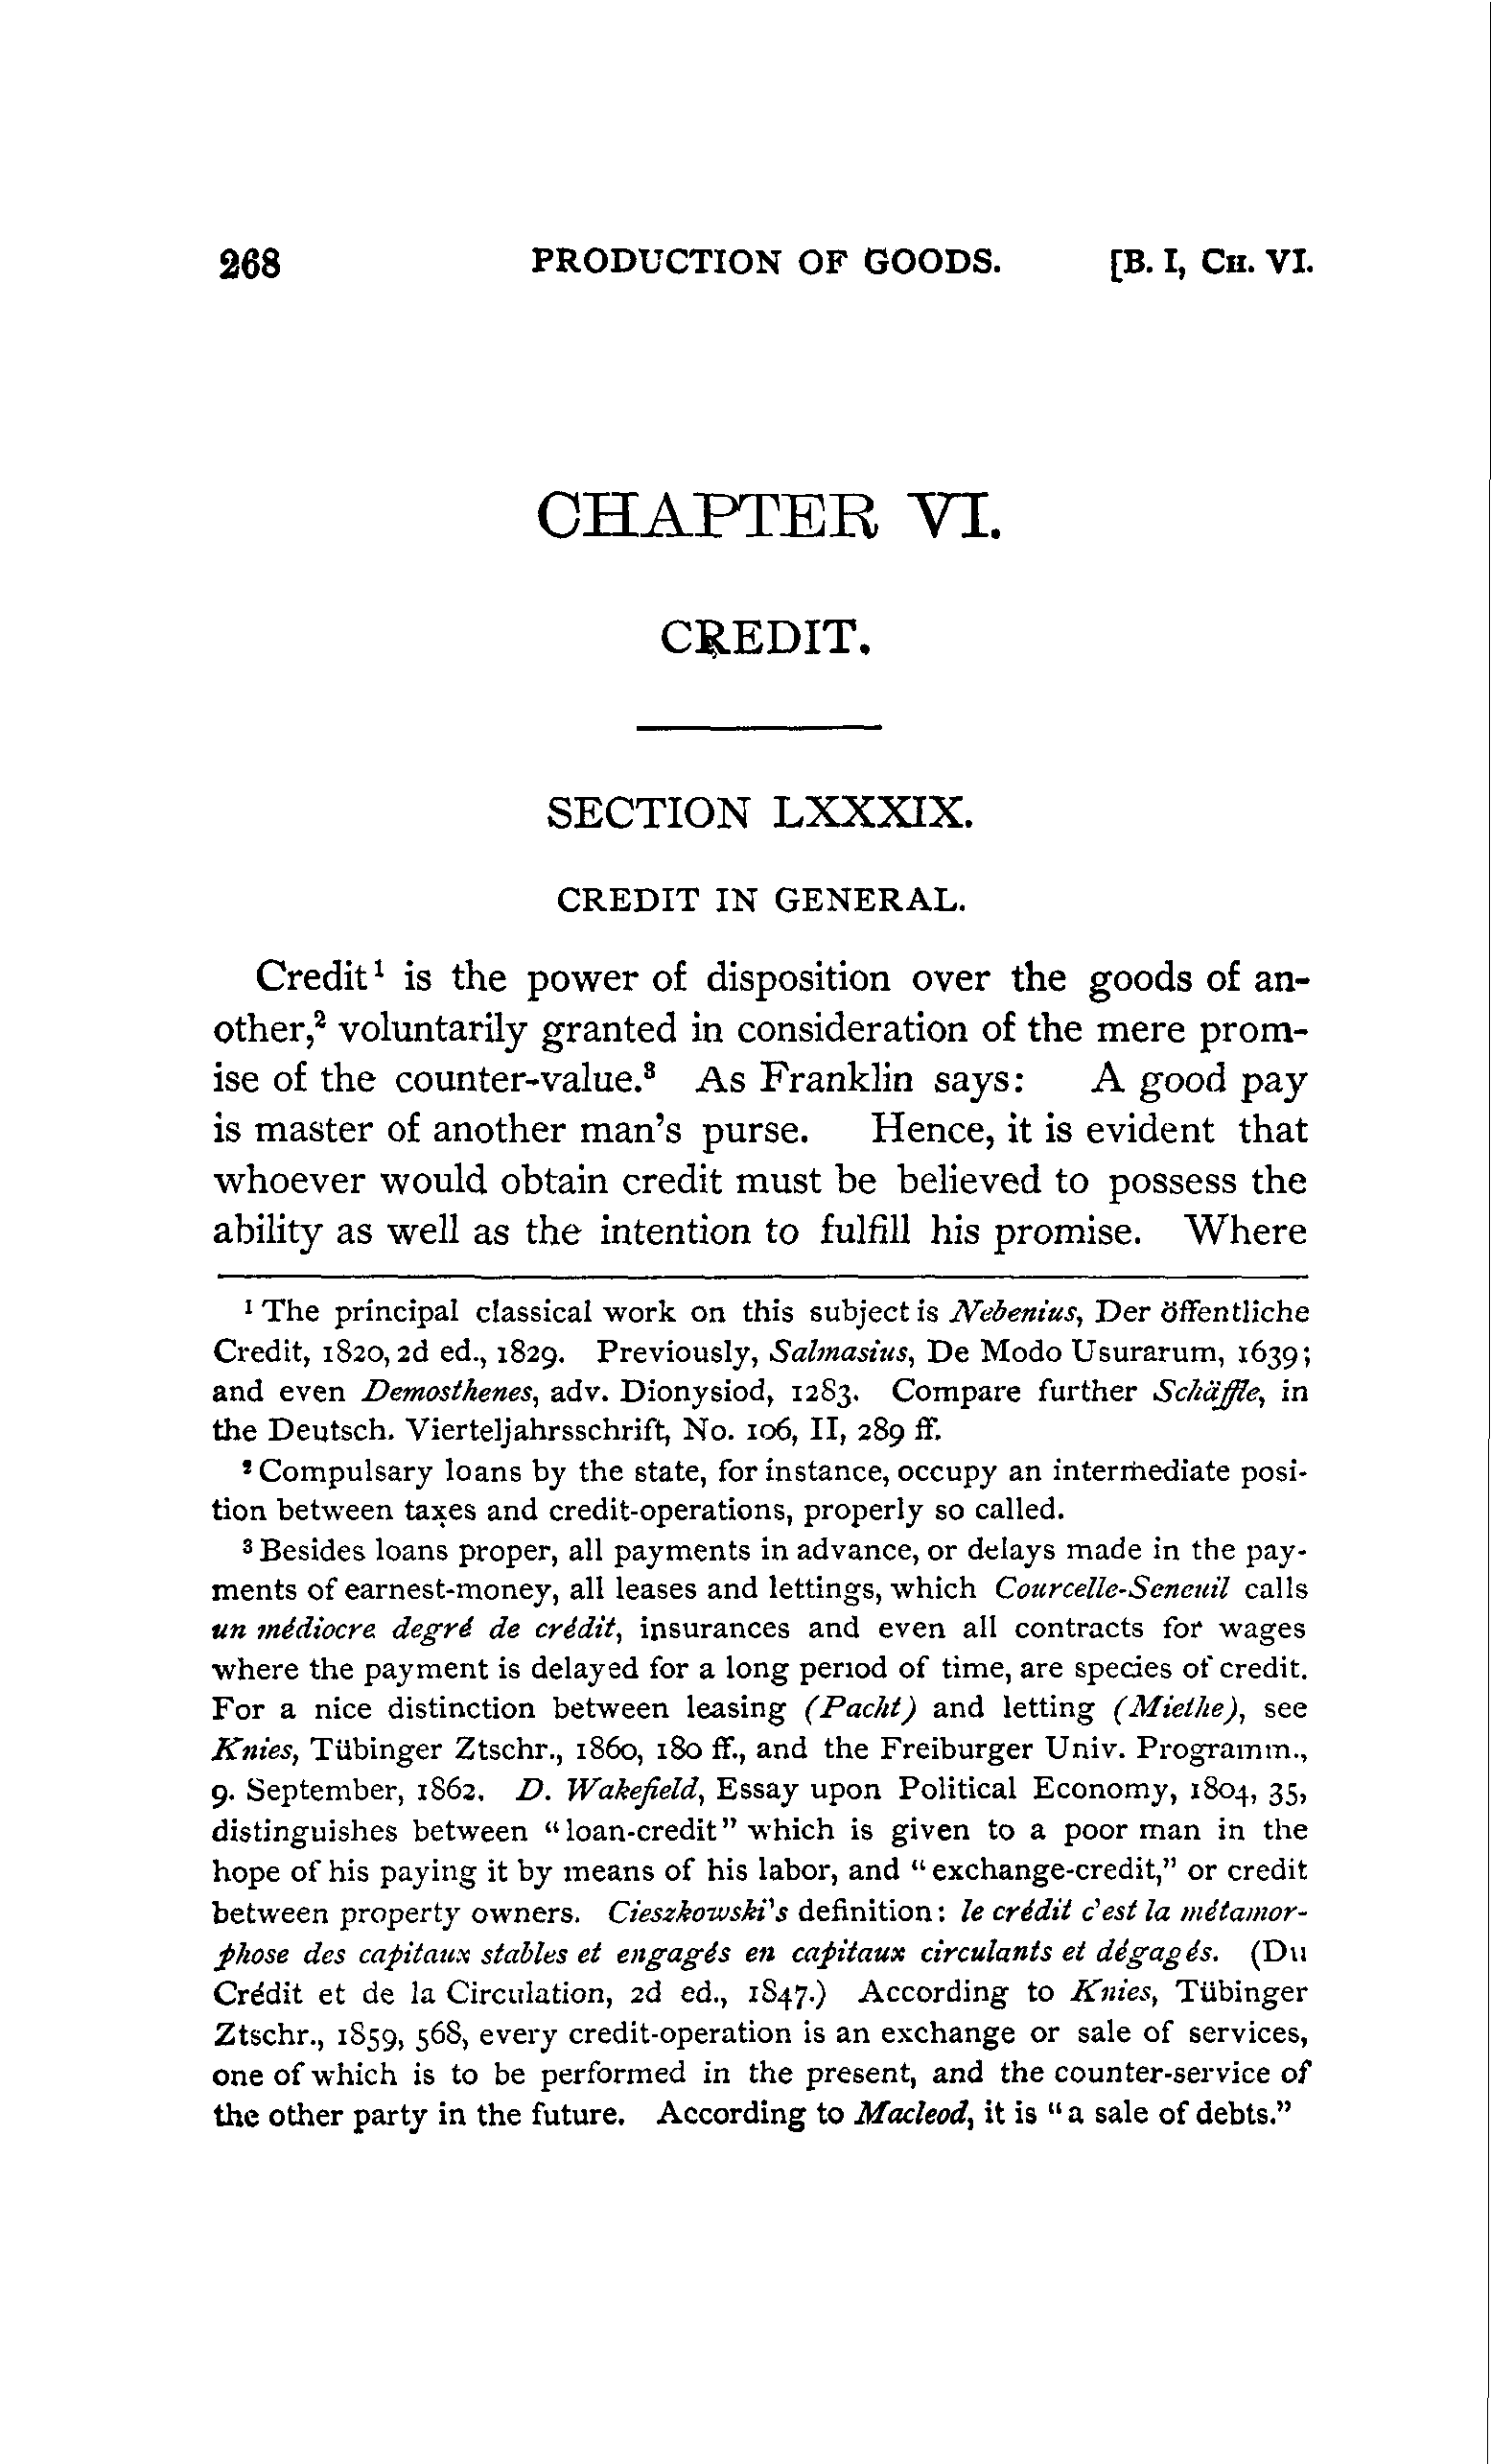 268 PRODUCTION OF GOODS. [B. I, CH. VI.
CHAPTER VI.
CREDIT.
SECTION LXXXIX.
CREDIT IN GENERAL.
Credit¹ is the power of disposition over the goods of an-
other,² voluntarily granted in consideration of the mere prom-
ise of the counter-value.³ As Franklin says: A good pay
is master of another man's purse. Hence, it is evident that
whoever would obtain credit must be believed to possess the
ability as well as the intention to fulfill his promise. Where
¹ The principal classical work on this subject is Nebenius, Der öffentliche
Credit, 1820, 2d ed., 1829. Previously, Salmasius, De Modo Usurarum, 1639;
and even Demosthenes, adv. Dionysiod, 1283. Compare further Schäffle, in
the Deutsch. Vierteljahrsschrift, No. 106, II, 289 ff.
² Compulsary loans by the state, for instance, occupy an intermediate posi-
tion between taxes and credit-operations, properly so called.
³ Besides loans proper, all payments in advance, or delays made in the pay-
ments of earnest-money, all leases and lettings, which Courcelle-Seneuil calls
un médiocre degré de crédit, insurances and even all contracts for wages
where the payment is delayed for a long period of time, are species of credit.
For a nice distinction between leasing (Pacht) and letting (Miethe), see
Knies, Tübinger Ztschr., 1860, 180 ff., and the Freiburger Univ. Programm.,
9. September, 1862. D. Wakefield, Essay upon Political Economy, 1804, 35,
distinguishes between "loan-credit" which is given to a poor man in the
hope of his paying it by means of his labor, and "exchange-credit," or credit
between property owners. Cieszkowski's definition: le crédit c'est la métamor-
phose des capitaux stables et engagés en capitaux circulants et dégagés. (Du
Crédit et de la Circulation, 2d ed., 1847.) According to Knies, Tübinger
Ztschr., 1859, 568, every credit-operation is an exchange or sale of services,
one of which is to be performed in the present, and the counter-service of
the other party in the future. According to Macleod, it is "a sale of debts."